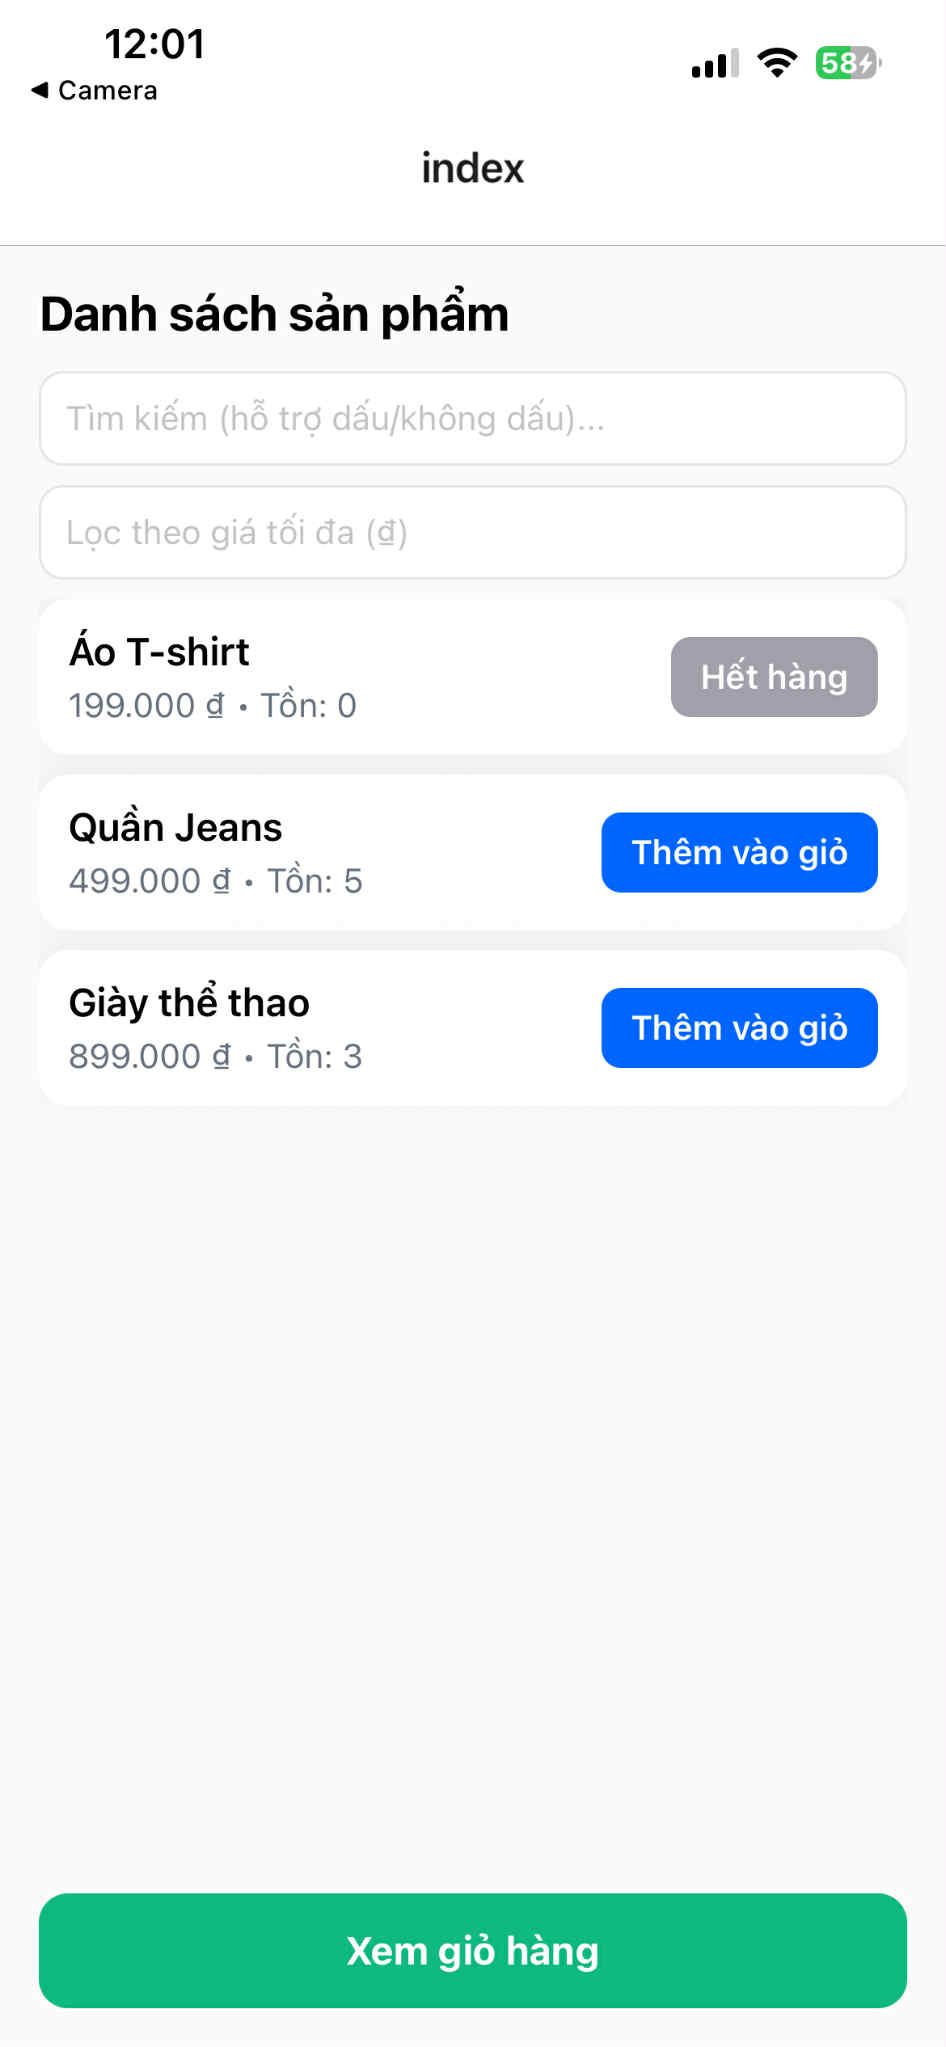 12:01
◀ Camera
58
index
Danh sách sản phẩm
Tìm kiếm (hỗ trợ dấu/không dấu)...
Lọc theo giá tối đa (₫)
Áo T-shirt
199.000 ₫ • Tồn: 0
Hết hàng
Quần Jeans
499.000 ₫ • Tồn: 5
Thêm vào giỏ
Giày thể thao
899.000 ₫ • Tồn: 3
Thêm vào giỏ
Xem giỏ hàng